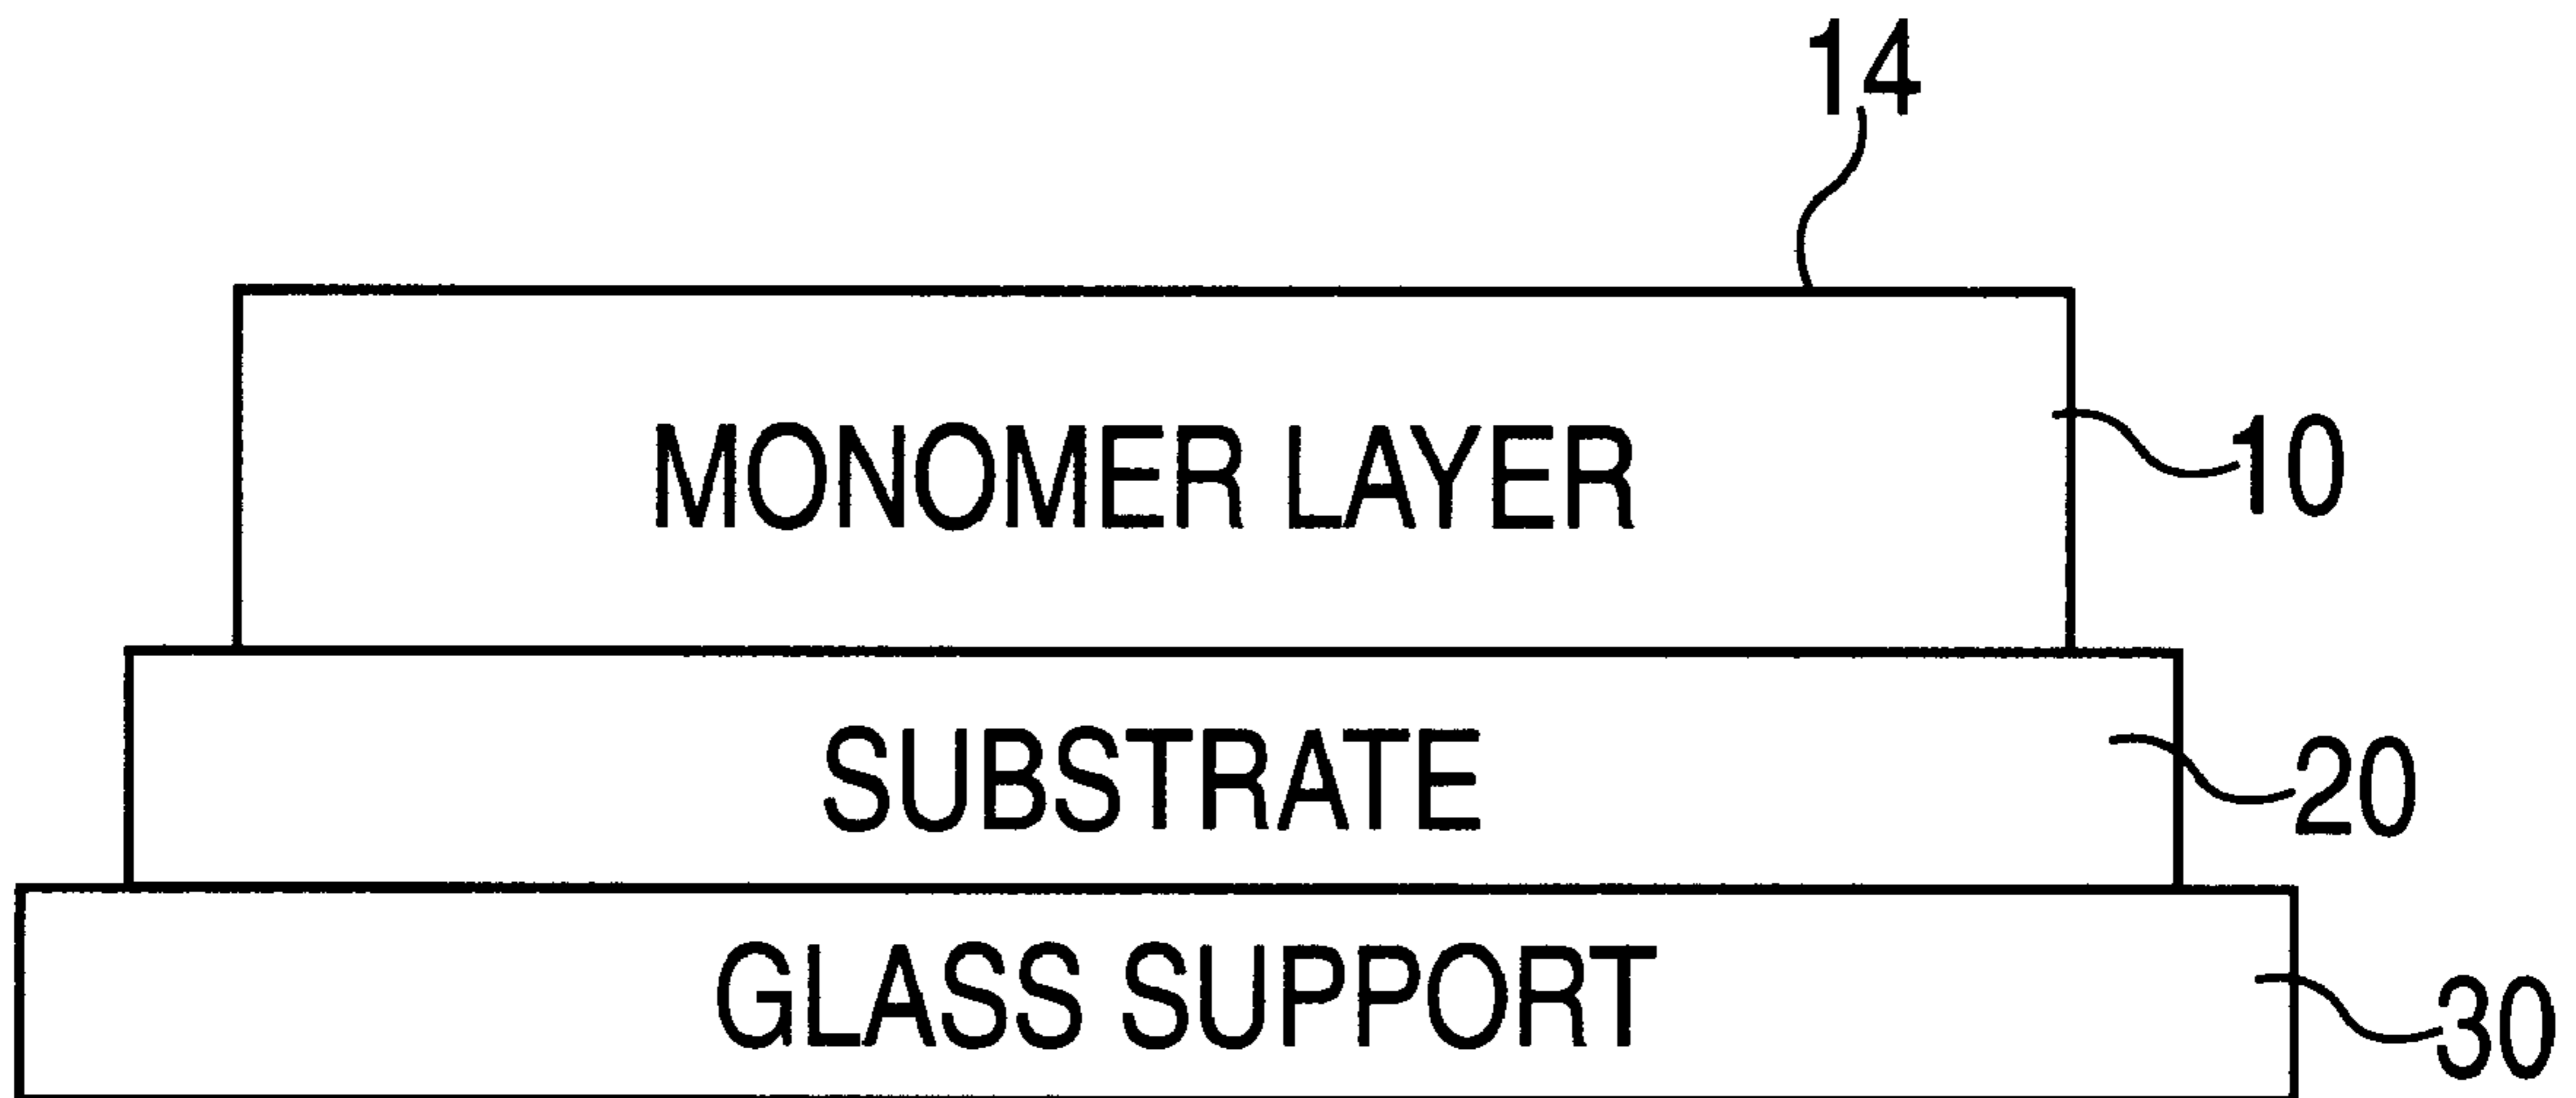 14
MONOMER LAYER
10
SUBSTRATE
20
GLASS SUPPORT
30